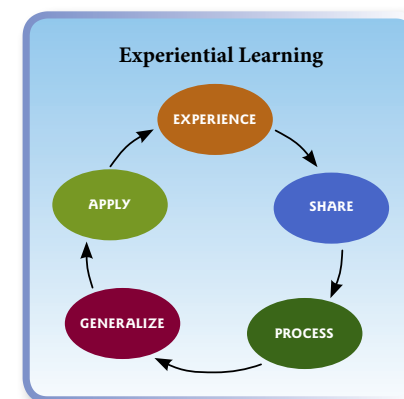 Experiential Learning
EXPERIENCE
SHARE
PROCESS
GENERALIZE
APPLY